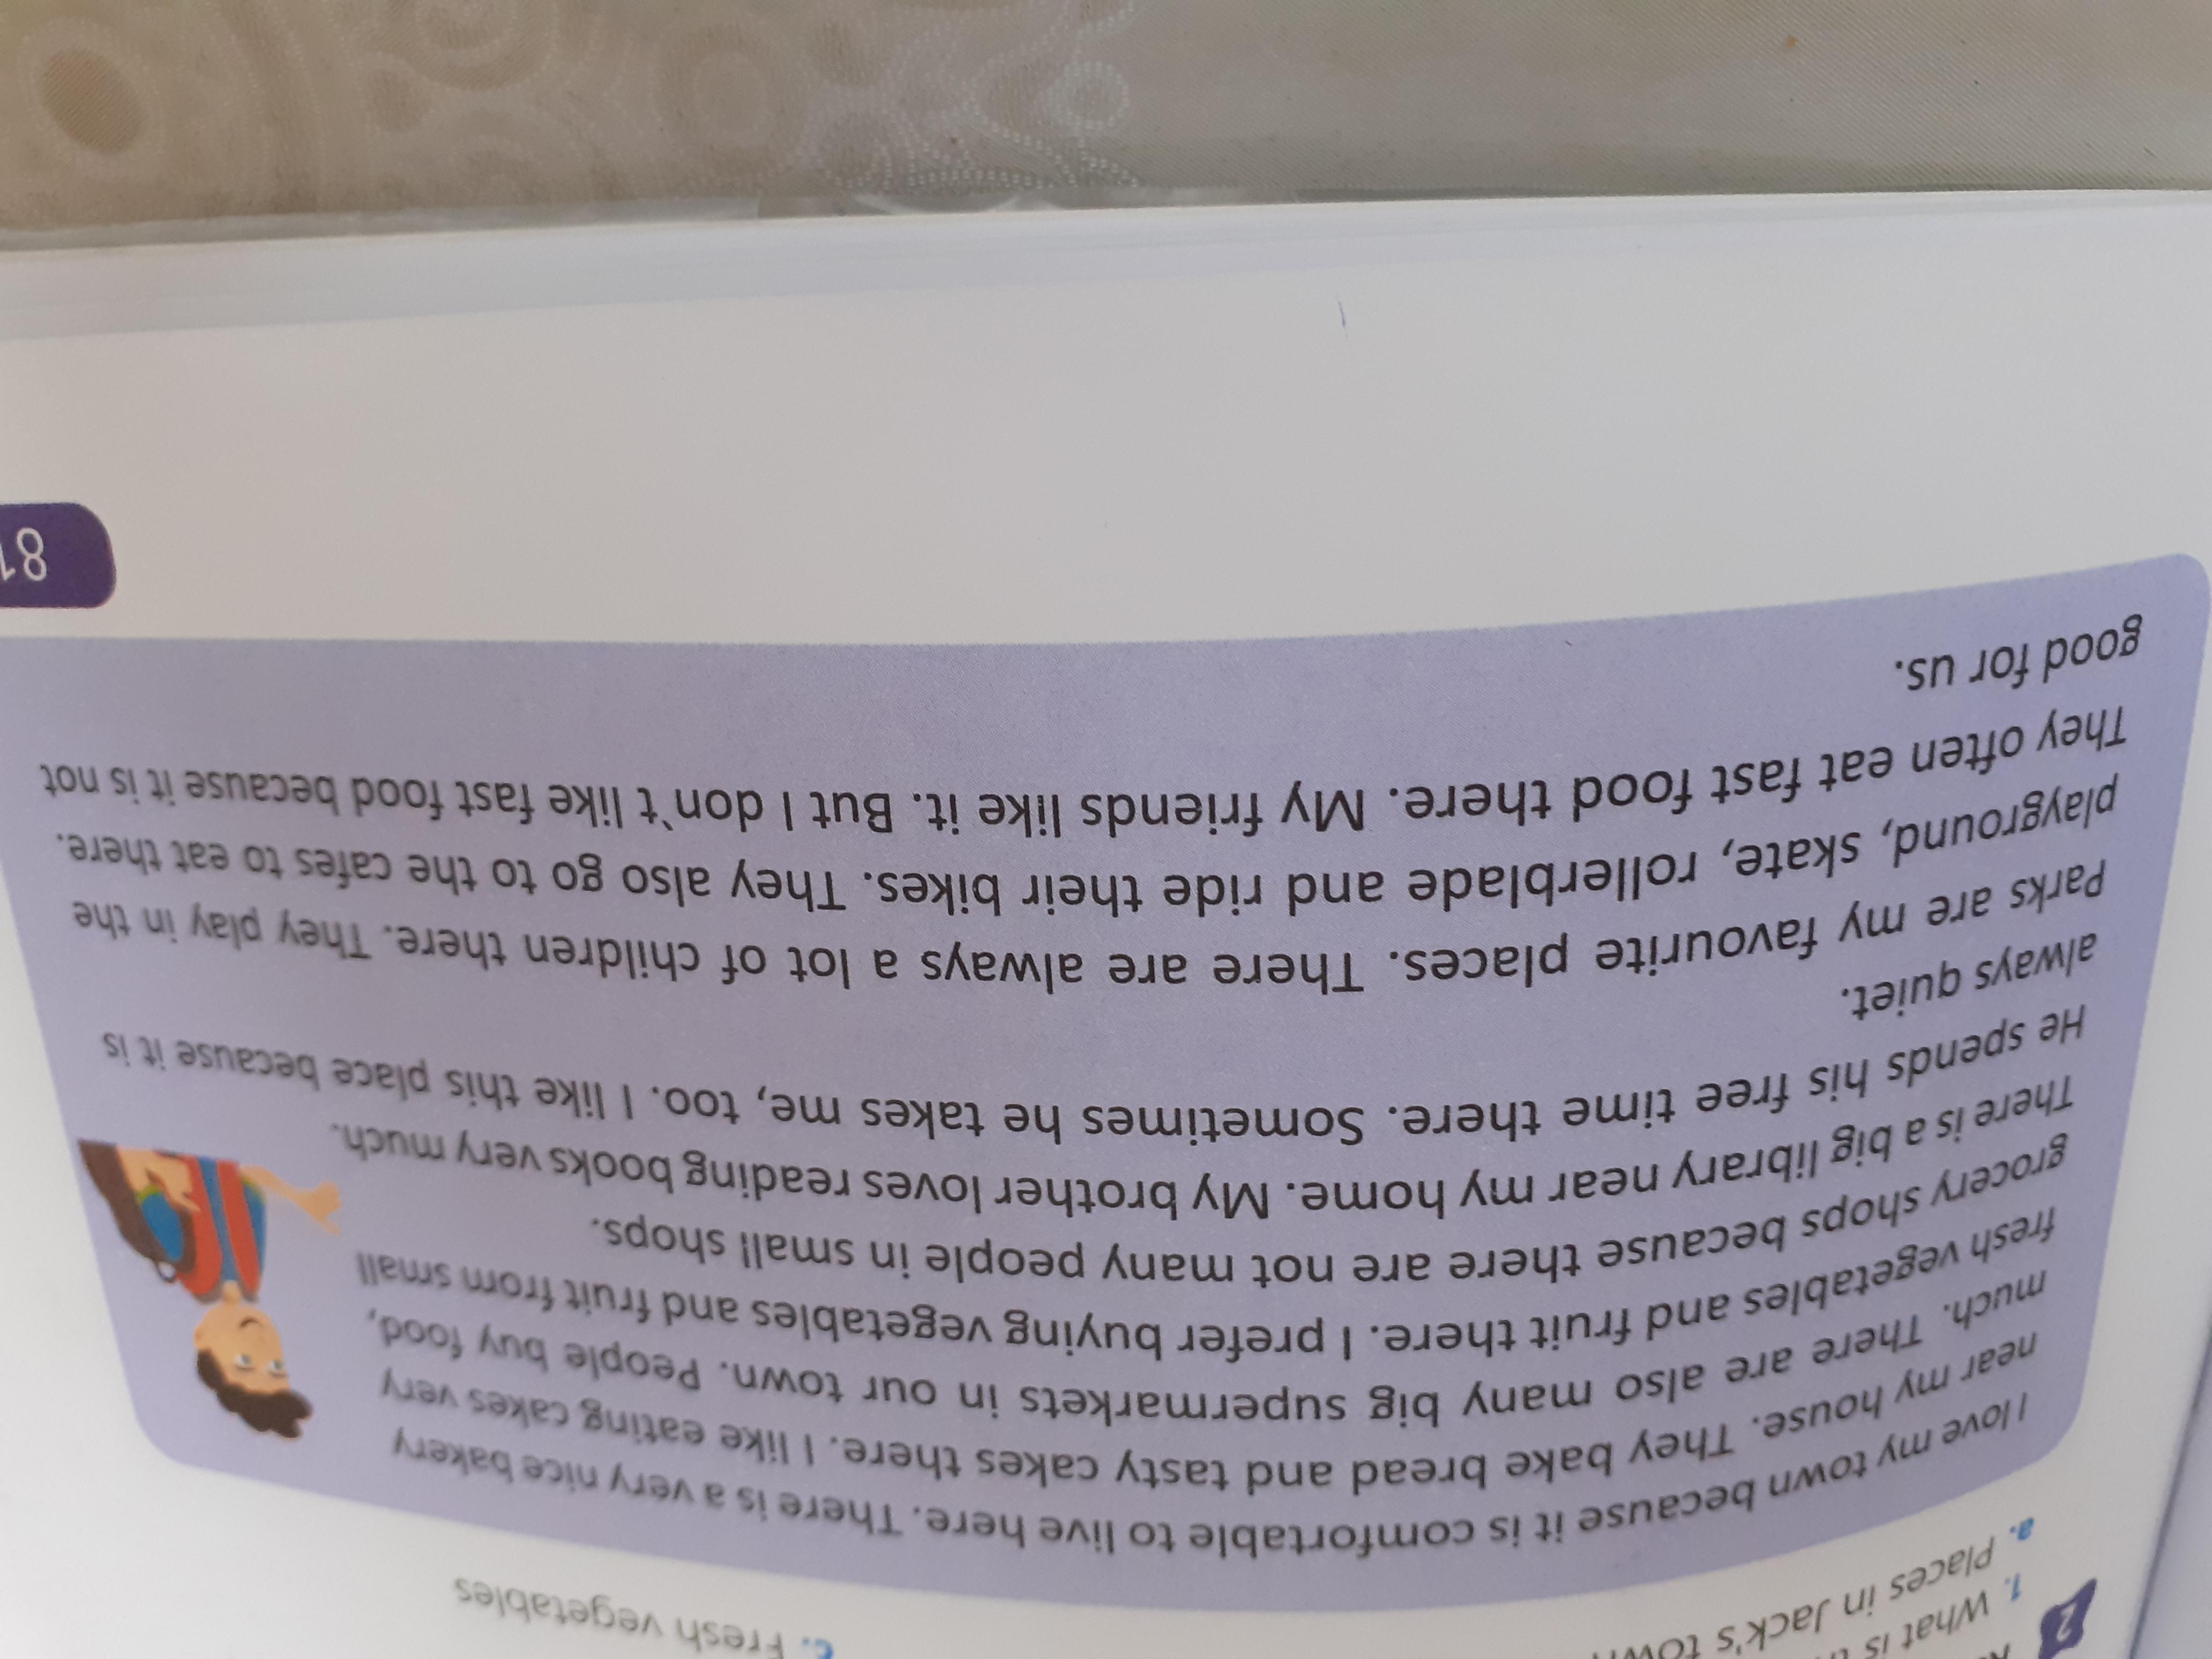 1. What is
a. Places in Jack's
c. Fresh vegetables
I love my town because it is comfortable to live here. There is a very nice bakery
near my house. They bake bread and tasty cakes there. I like eating cakes very
much. There are also many big supermarkets in our town. People buy food,
fresh vegetables and fruit there. I prefer buying vegetables and fruit from small
grocery shops because there are not many people in small shops.
There is a big library near my home. My brother loves reading books very much.
He spends his free time there. Sometimes he takes me, too. I like this place because it is
always quiet.
Parks are my favourite places. There are always a lot of children there. They play in the
playground, skate, rollerblade and ride their bikes. They also go to the cafes to eat there.
They often eat fast food there. My friends like it. But I don`t like fast food because it is not
good for us.
81